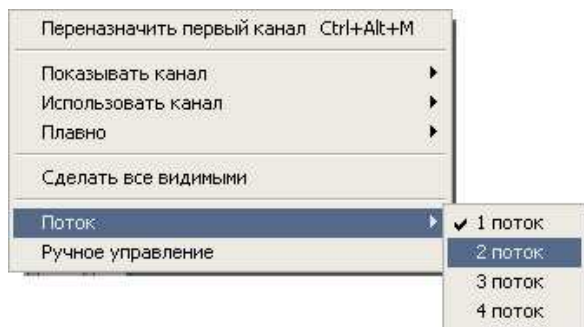 Переназначить первый канал Ctrl+Alt+M
Показывать канал
Использовать канал
Плавно
Сделать все видимыми
Поток
Ручное управление
1 поток
2 поток
3 поток
4 поток